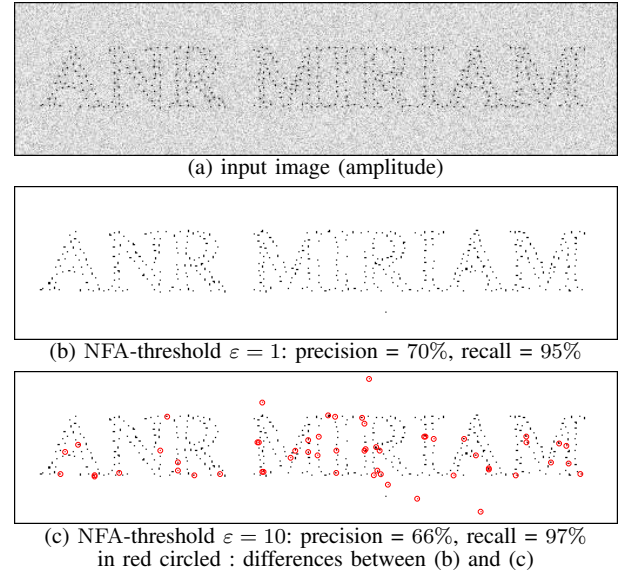 ANR MIRIAM
(a) input image (amplitude)
ANR MIRIAM
(b) NFA-threshold ε = 1: precision = 70%, recall = 95%
ANR MIRIAM
(c) NFA-threshold ε = 10: precision = 66%, recall = 97%
in red circled : differences between (b) and (c)